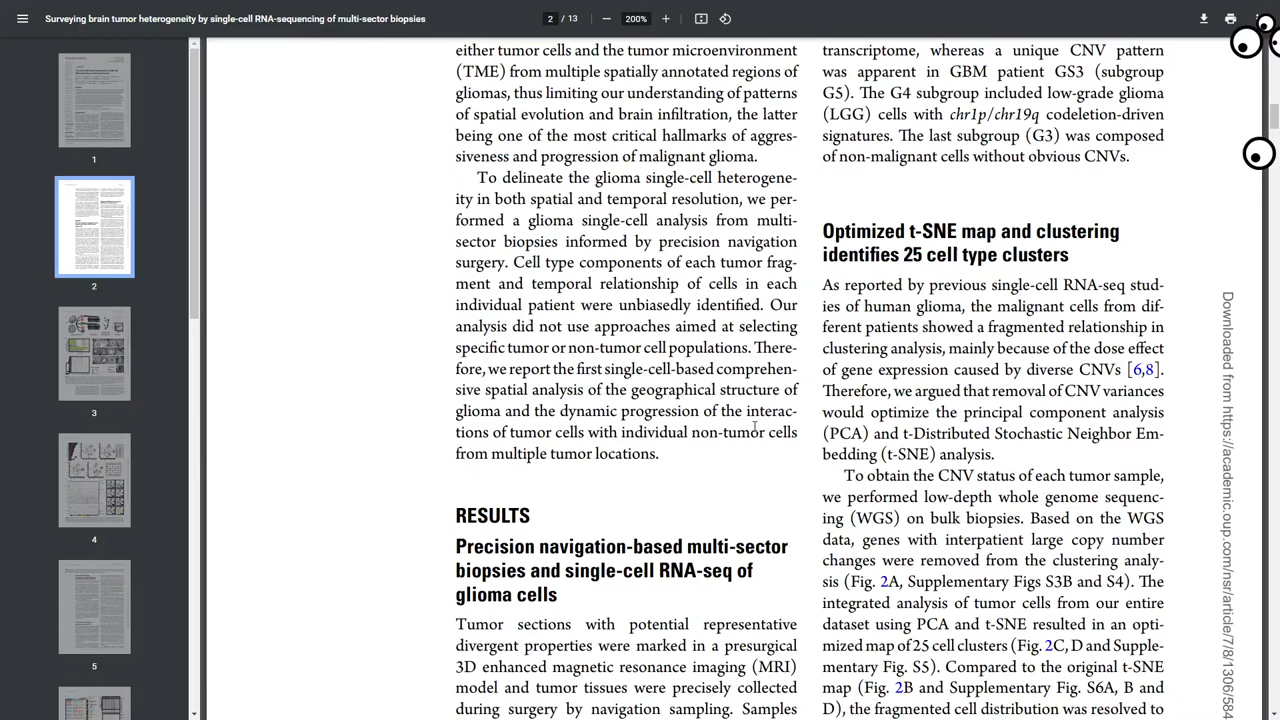 Surveying brain tumor heterogeneity by single-cell RNA-sequencing of multi-sector biopsies
2 / 13
200%
1
2
3
4
5
either tumor cells and the tumor microenvironment
(TME) from multiple spatially annotated regions of
gliomas, thus limiting our understanding of patterns
of spatial evolution and brain infiltration, the latter
being one of the most critical hallmarks of aggres-
siveness and progression of malignant glioma.
To delineate the glioma single-cell heterogene-
ity in both spatial and temporal resolution, we per-
formed a glioma single-cell analysis from multi-
sector biopsies informed by precision navigation
surgery. Cell type components of each tumor frag-
ment and temporal relationship of cells in each
individual patient were unbiasedly identified. Our
analysis did not use approaches aimed at selecting
specific tumor or non-tumor cell populations. There-
fore, we report the first single-cell-based comprehen-
sive spatial analysis of the geographical structure of
glioma and the dynamic progression of the interac-
tions of tumor cells with individual non-tumor cells
from multiple tumor locations.
RESULTS
Precision navigation-based multi-sector
biopsies and single-cell RNA-seq of
glioma cells
Tumor sections with potential representative
divergent properties were marked in a presurgical
3D enhanced magnetic resonance imaging (MRI)
model and tumor tissues were precisely collected
during surgery by navigation sampling. Samples
transcriptome, whereas a unique CNV pattern
was apparent in GBM patient GS3 (subgroup
G5). The G4 subgroup included low-grade glioma
(LGG) cells with chr1p/chr19q codeletion-driven
signatures. The last subgroup (G3) was composed
of non-malignant cells without obvious CNVs.
Optimized t-SNE map and clustering
identifies 25 cell type clusters
As reported by previous single-cell RNA-seq stud-
ies of human glioma, the malignant cells from dif-
ferent patients showed a fragmented relationship in
clustering analysis, mainly because of the dose effect
of gene expression caused by diverse CNVs [6,8].
Therefore, we argued that removal of CNV variances
would optimize the principal component analysis
(PCA) and t-Distributed Stochastic Neighbor Em-
bedding (t-SNE) analysis.
To obtain the CNV status of each tumor sample,
we performed low-depth whole genome sequenc-
ing (WGS) on bulk biopsies. Based on the WGS
data, genes with interpatient large copy number
changes were removed from the clustering analy-
sis (Fig. 2A, Supplementary Figs S3B and S4). The
integrated analysis of tumor cells from our entire
dataset using PCA and t-SNE resulted in an opti-
mized map of 25 cell clusters (Fig. 2C, D and Supple-
mentary Fig. S5). Compared to the original t-SNE
map (Fig. 2B and Supplementary Fig. S6A, B and
D), the fragmented cell distribution was resolved to
Downloaded from https://academic.oup.com/nsr/article/7/8/1306/584